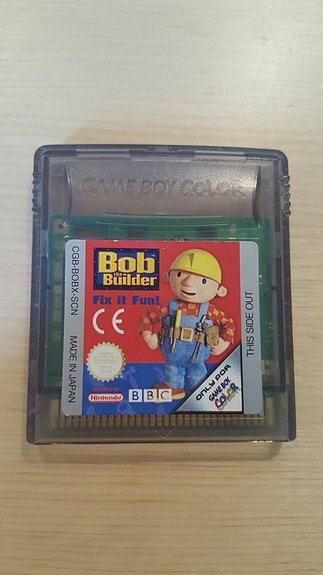 GAME BOY COLOR
Bob
the
Builder
Fix it Fun!
CE
CGB-BOBX-SCN
MADE IN JAPAN
THIS SIDE OUT
Nintendo
BBC
ONLY FOR
GAME BOY
COLOR